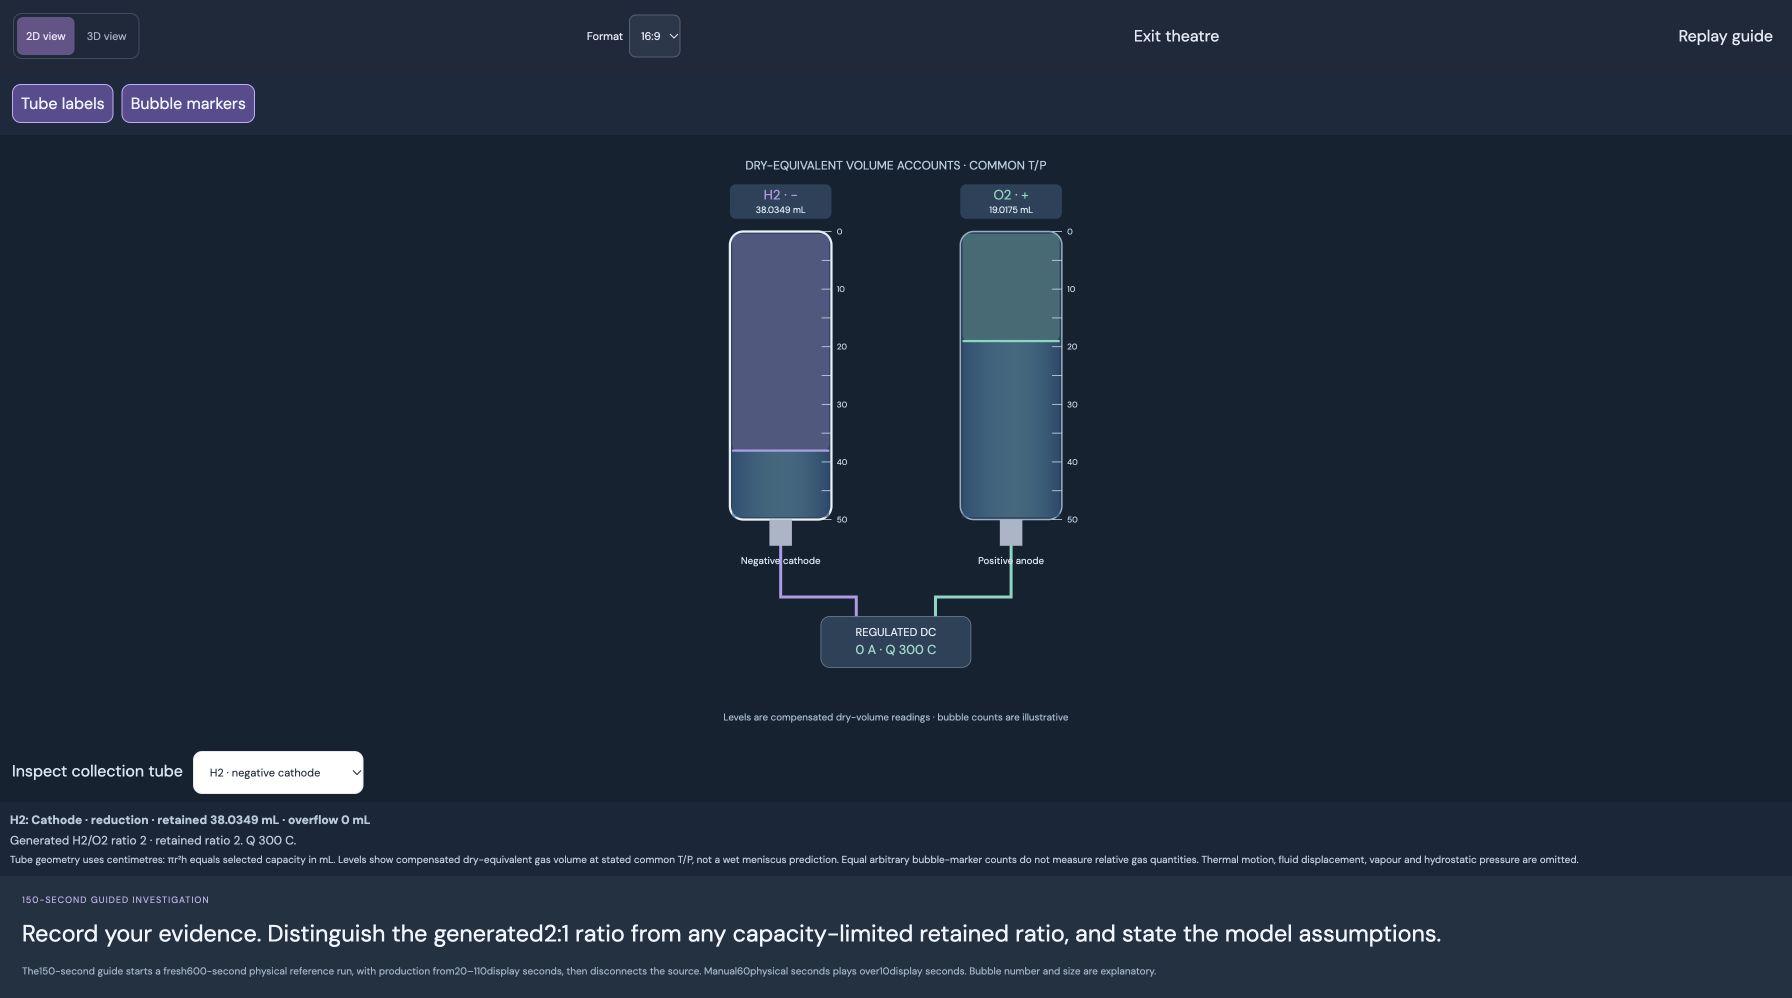 2D view
3D view
Format
16:9
Exit theatre
Replay guide
Tube labels
Bubble markers
DRY-EQUIVALENT VOLUME ACCOUNTS · COMMON T/P
H2 · −
38.0349 mL
O2 · +
19.0175 mL
0
10
20
30
40
50
0
10
20
30
40
50
Negative cathode
Positive anode
REGULATED DC
0 A · Q 300 C
Levels are compensated dry-volume readings · bubble counts are illustrative
Inspect collection tube
H2 · negative cathode
H2: Cathode · reduction · retained 38.0349 mL · overflow 0 mL
Generated H2/O2 ratio 2 · retained ratio 2. Q 300 C.
Tube geometry uses centimetres: πr²h equals selected capacity in mL. Levels show compensated dry-equivalent gas volume at stated common T/P, not a wet meniscus prediction. Equal arbitrary bubble-marker counts do not measure relative gas quantities. Thermal motion, fluid displacement, vapour and hydrostatic pressure are omitted.
150-SECOND GUIDED INVESTIGATION
Record your evidence. Distinguish the generated2:1 ratio from any capacity-limited retained ratio, and state the model assumptions.
The150-second guide starts a fresh600-second physical reference run, with production from20–110display seconds, then disconnects the source. Manual60physical seconds plays over10display seconds. Bubble number and size are explanatory.